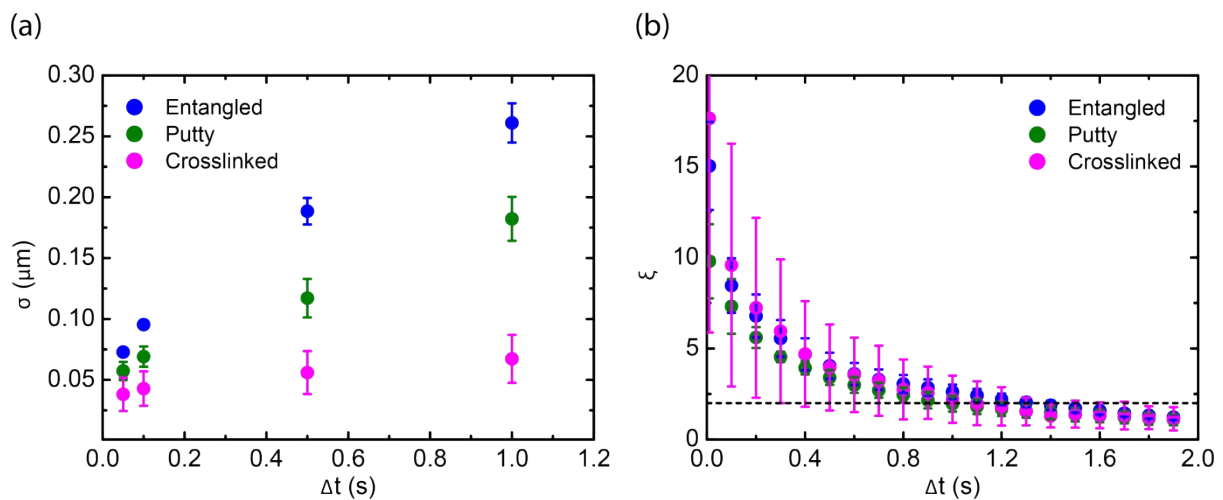 (a)
0.30
0.25
0.20
0.15
0.10
0.05
0.0 0.2 0.4 0.6 0.8 1.0 1.2
σ (μm)
Δt (s)
Entangled
Putty
Crosslinked
(b)
20
15
10
5
0
0.0 0.4 0.8 1.2 1.6 2.0
ξ
Δt (s)
Entangled
Putty
Crosslinked